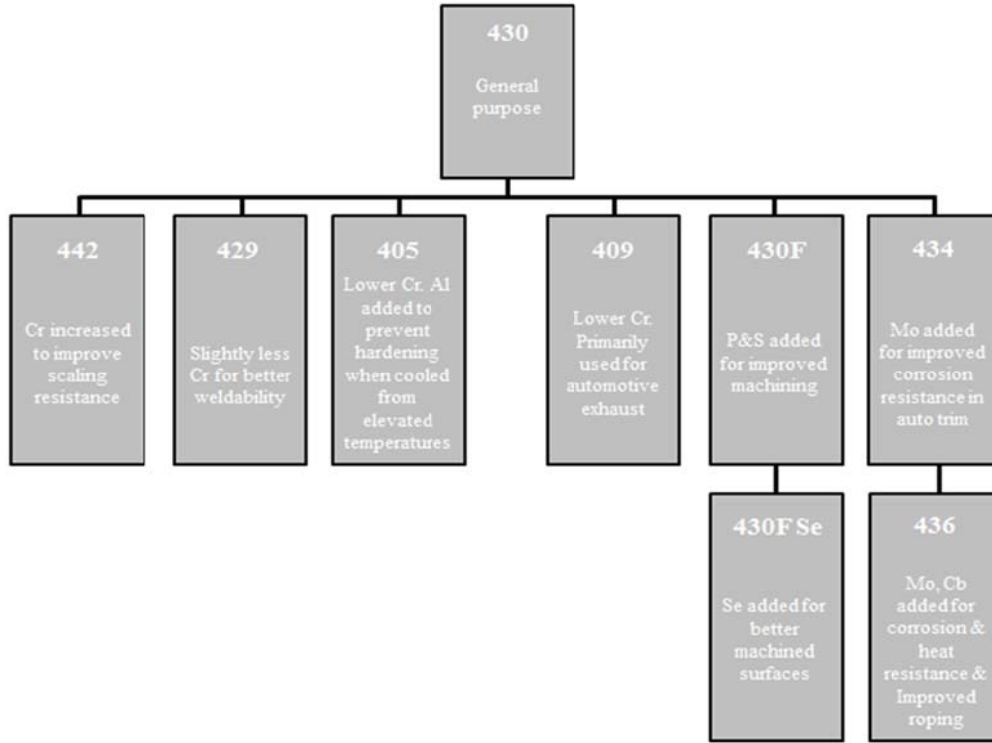 430
General
purpose
442
Cr increased
to improve
scaling
resistance
429
Slightly less
Cr for better
weldability
405
Lower Cr. Al
added to
prevent
hardening
when cooled
from
elevated
temperatures
409
Lower Cr.
Primarily
used for
automotive
exhaust
430F
P&S added
for improved
machining
434
Mo added
for improved
corrosion
resistance in
auto trim
430F Se
Se added for
better
machined
surfaces
436
Mo, Cb
added for
corrosion &
heat
resistance &
Improved
roping